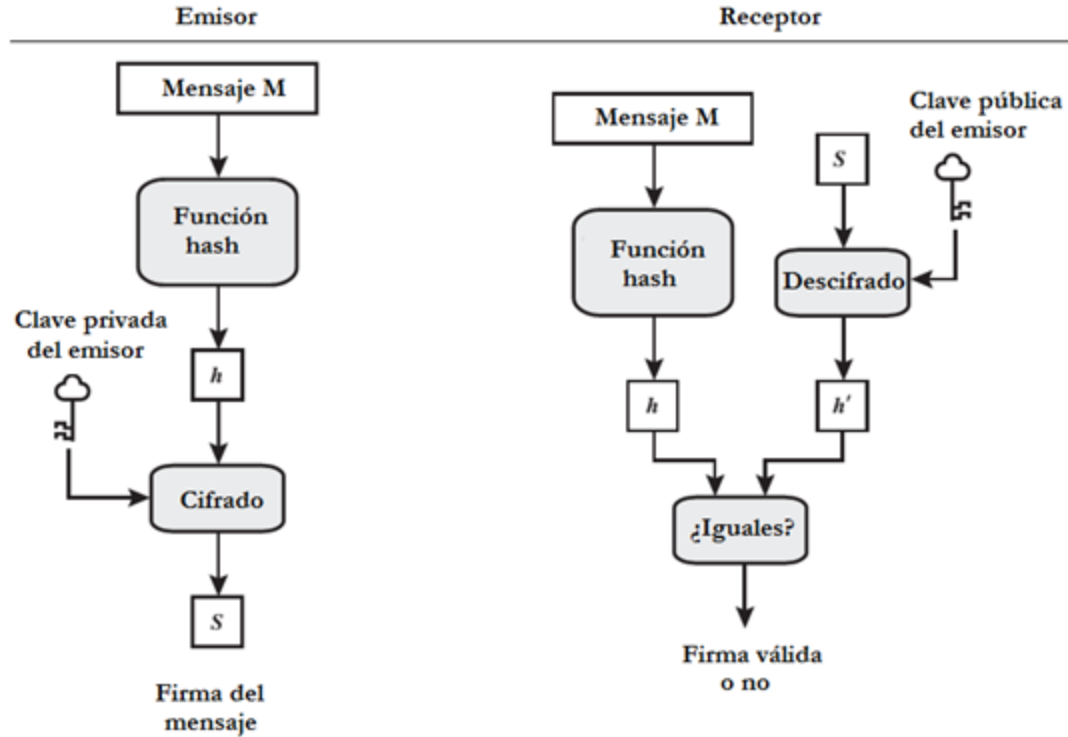 Emisor
Receptor
Mensaje M
Función
hash
Clave privada
del emisor
h
Cifrado
S
Firma del
mensaje
Mensaje M
Función
hash
h
S
Clave pública
del emisor
Descifrado
h'
¿Iguales?
Firma válida
o no